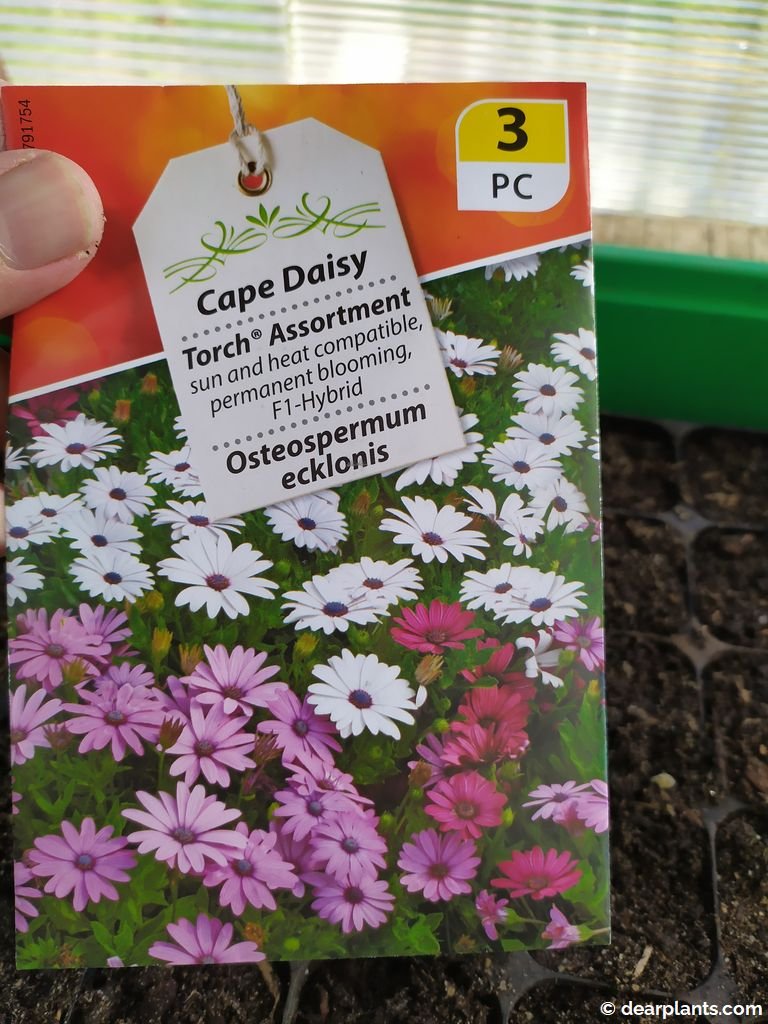 791754
3
PC
Cape Daisy
Torch® Assortment
sun and heat compatible,
permanent blooming,
F1-Hybrid
Osteospermum
ecklonis
© dearplants.com